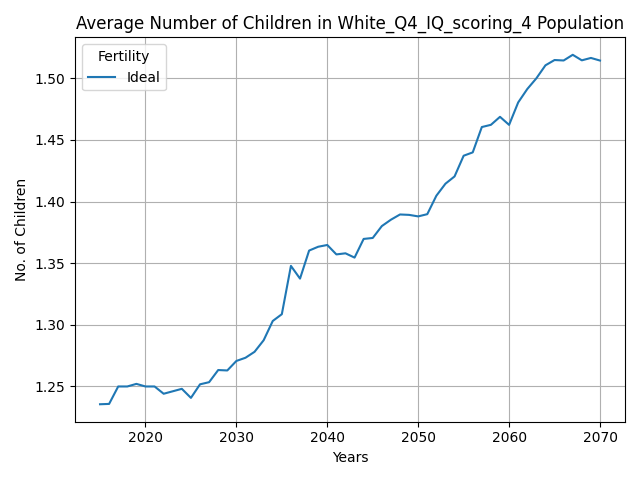 Average Number of Children in White_Q4_IQ_scoring_4 Population
Fertility
Ideal
No. of Children
1.50
1.45
1.40
1.35
1.30
1.25
2020 2030 2040 2050 2060 2070
Years